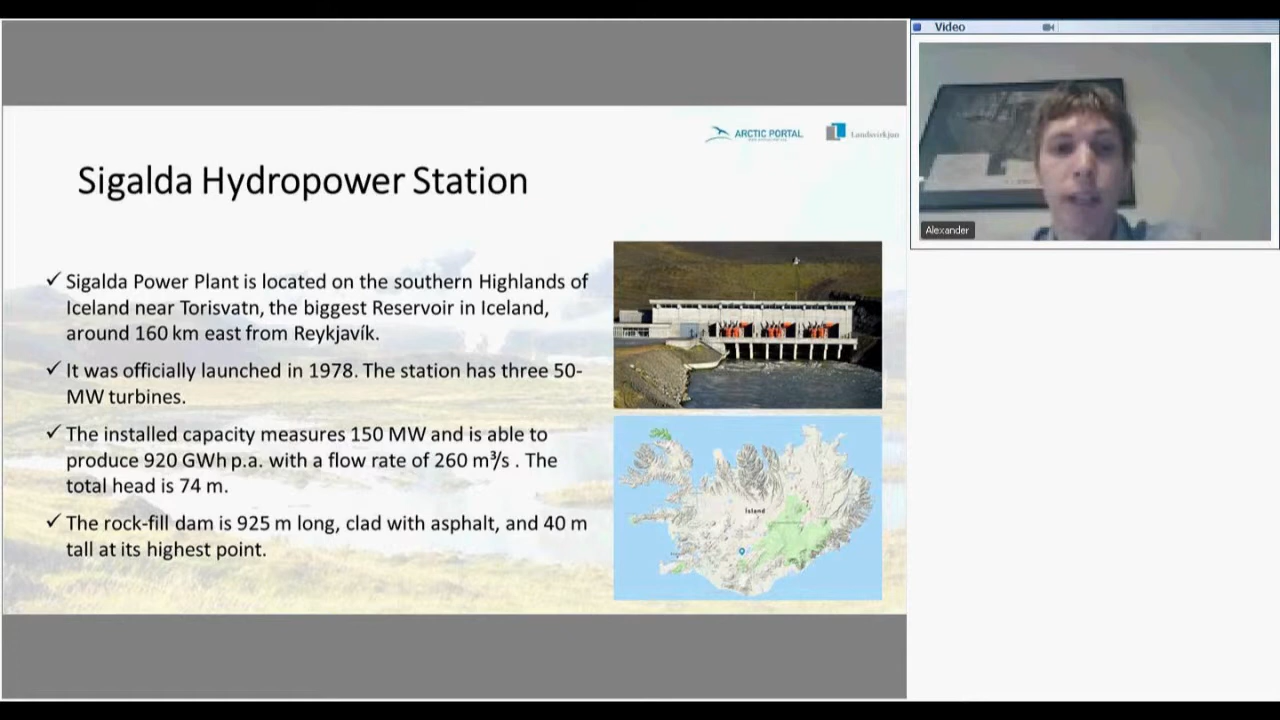 Video
ARCTIC PORTAL
Landsvirkjun
Sigalda Hydropower Station
✓ Sigalda Power Plant is located on the southern Highlands of
Iceland near Torisvatn, the biggest Reservoir in Iceland,
around 160 km east from Reykjavík.
✓ It was officially launched in 1978. The station has three 50-
MW turbines.
✓ The installed capacity measures 150 MW and is able to
produce 920 GWh p.a. with a flow rate of 260 m³/s . The
total head is 74 m.
✓ The rock-fill dam is 925 m long, clad with asphalt, and 40 m
tall at its highest point.
Ísland
Alexander